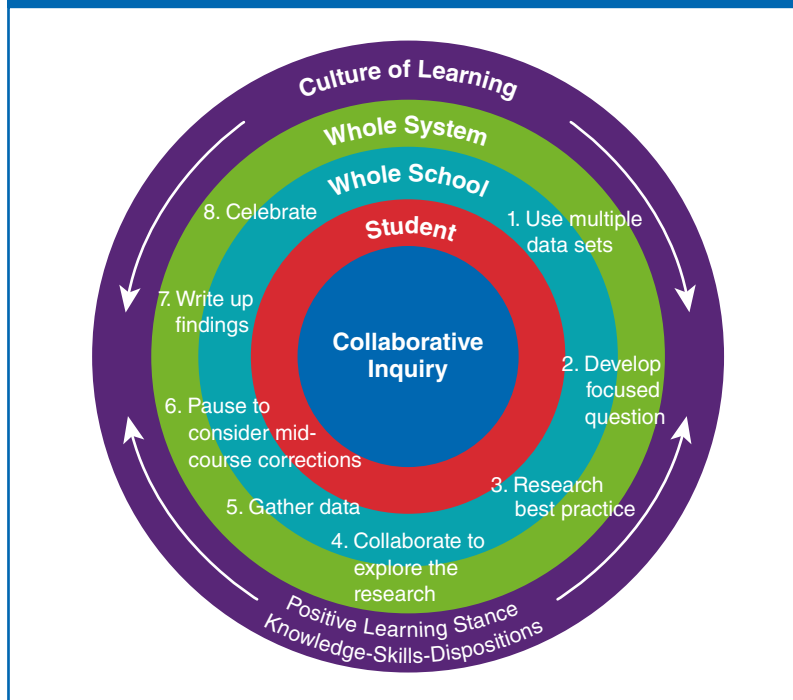 Culture of Learning
Whole System
Whole School
Student
Collaborative
Inquiry
1. Use multiple
data sets
2. Develop
focused
question
3. Research
best practice
4. Collaborate to
explore the
research
5. Gather data
6. Pause to
consider mid-
course corrections
7. Write up
findings
8. Celebrate
Positive Learning Stance
Knowledge-Skills-Dispositions